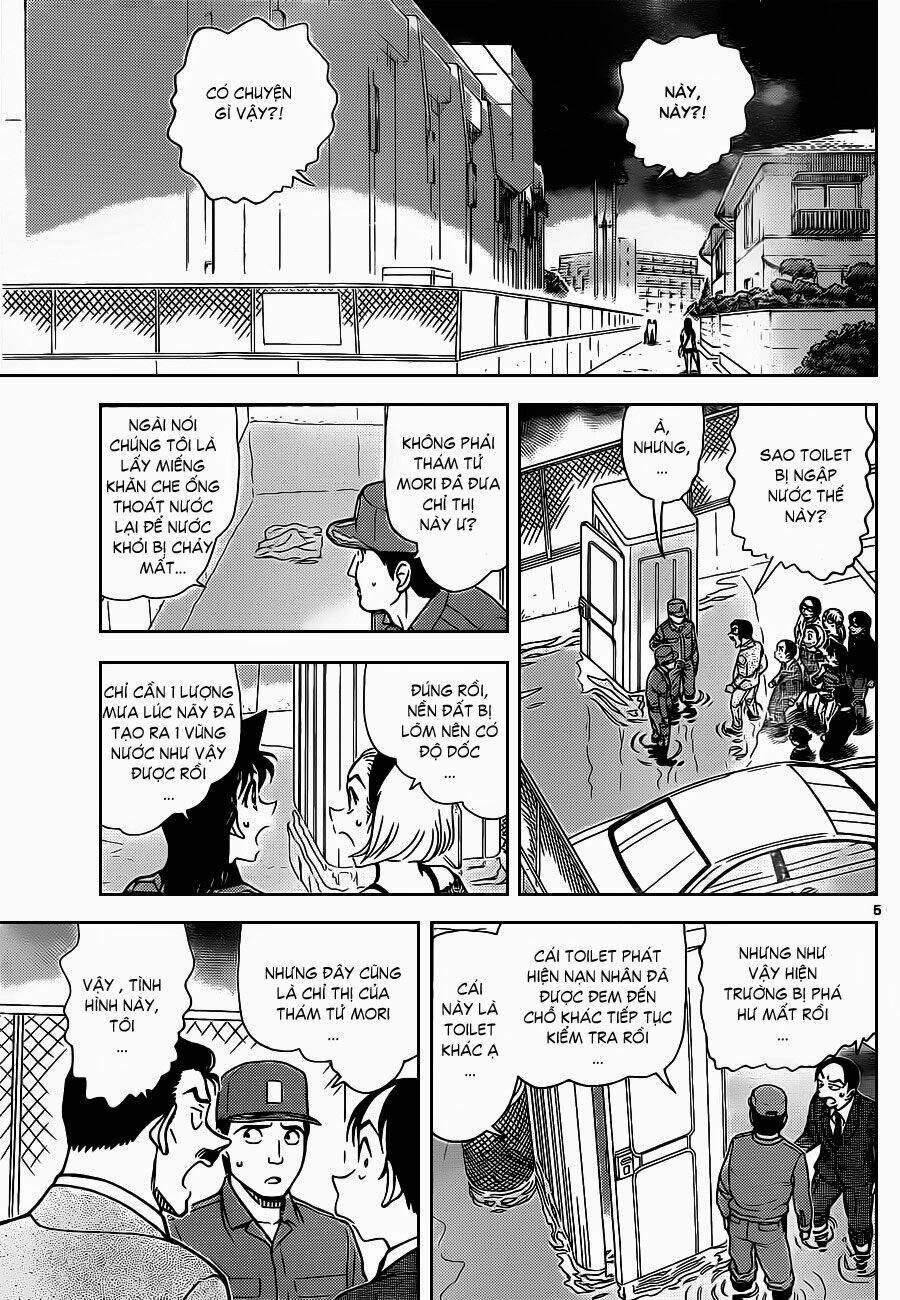 NÀY,
NÀY?!
CÓ CHUYỆN
GÌ VẬY?!
SAO TOILET
BỊ NGẬP
NƯỚC THẾ
NÀY?
À,
NHƯNG,
...
KHÔNG PHẢI
THÁM TỬ
MORI ĐÃ ĐƯA
CHỈ THỊ
NÀY Ư?
NGÀI NÓI
CHÚNG TÔI LÀ
LẤY MIẾNG
KHĂN CHE ỐNG
THOÁT NƯỚC
LẠI ĐỂ NƯỚC
KHỎI BỊ CHẢY
MẤT...
ĐÚNG RỒI,
NỀN ĐẤT BỊ
LÕM NÊN CÓ
ĐỘ DỐC
...
CHỈ CẦN 1 LƯỢNG
MƯA LÚC NÃY ĐÃ
TẠO RA 1 VŨNG
NƯỚC NHƯ VẬY
ĐƯỢC RỒI
...
5
NHƯNG NHƯ
VẬY HIỆN
TRƯỜNG BỊ PHÁ
HƯ MẤT RỒI
...
CÁI TOILET PHÁT
HIỆN NẠN NHÂN ĐÃ
ĐƯỢC ĐEM ĐẾN
CHỖ KHÁC TIẾP TỤC
KIỂM TRA RỒI
...
CÁI
NÀY LÀ
TOILET
KHÁC Ạ
...
NHƯNG ĐÂY CŨNG
LÀ CHỈ THỊ CỦA
THÁM TỬ MORI
...
VẬY , TÌNH
HÌNH NÀY,
TÔI
...